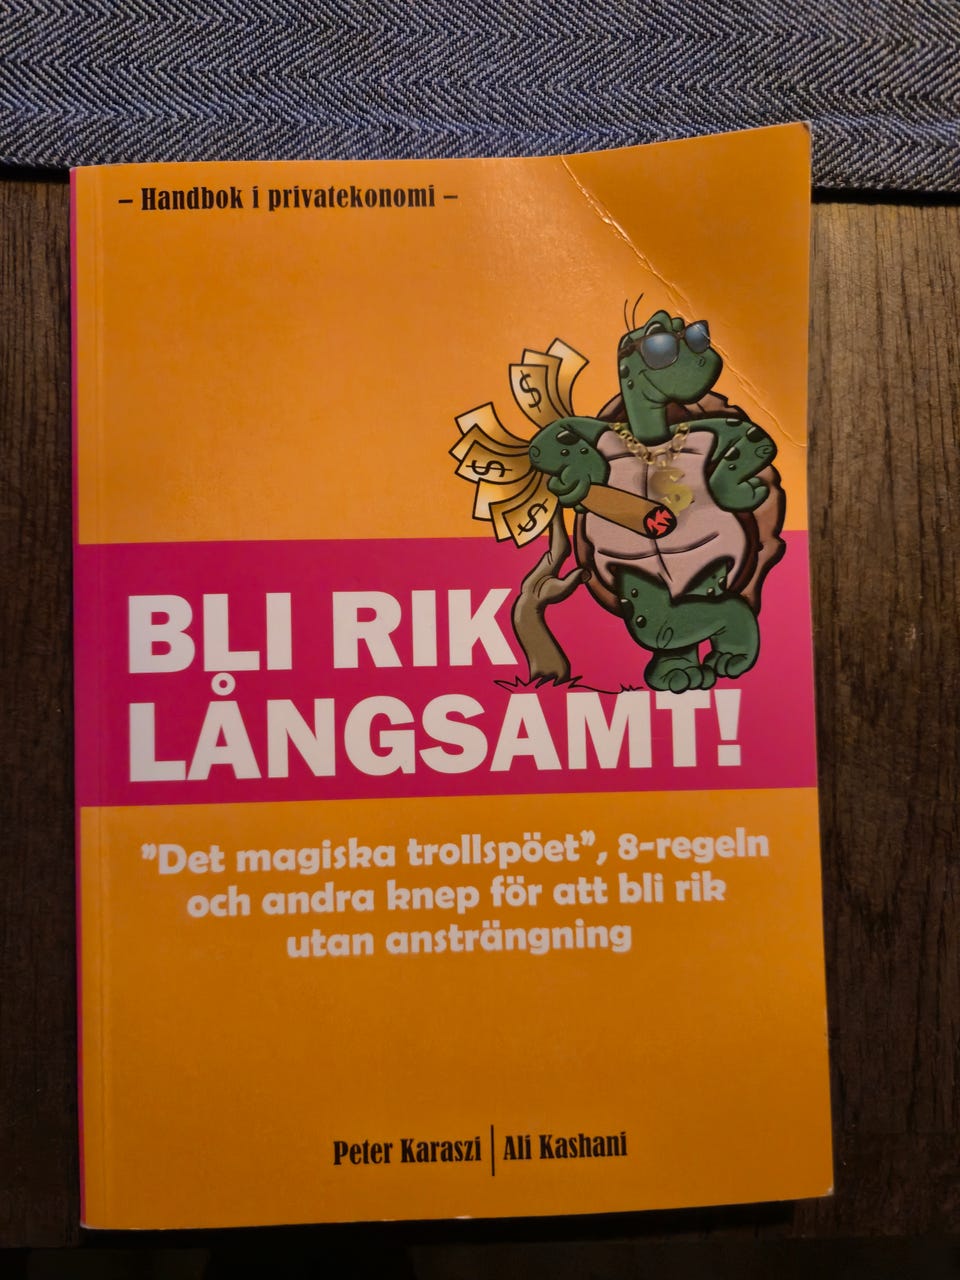 – Handbok i privatekonomi –
$
$
$
$
BLI RIK
LÅNGSAMT!
”Det magiska trollspöet”, 8-regeln
och andra knep för att bli rik
utan ansträngning
Peter Karaszi | Ali Kashani